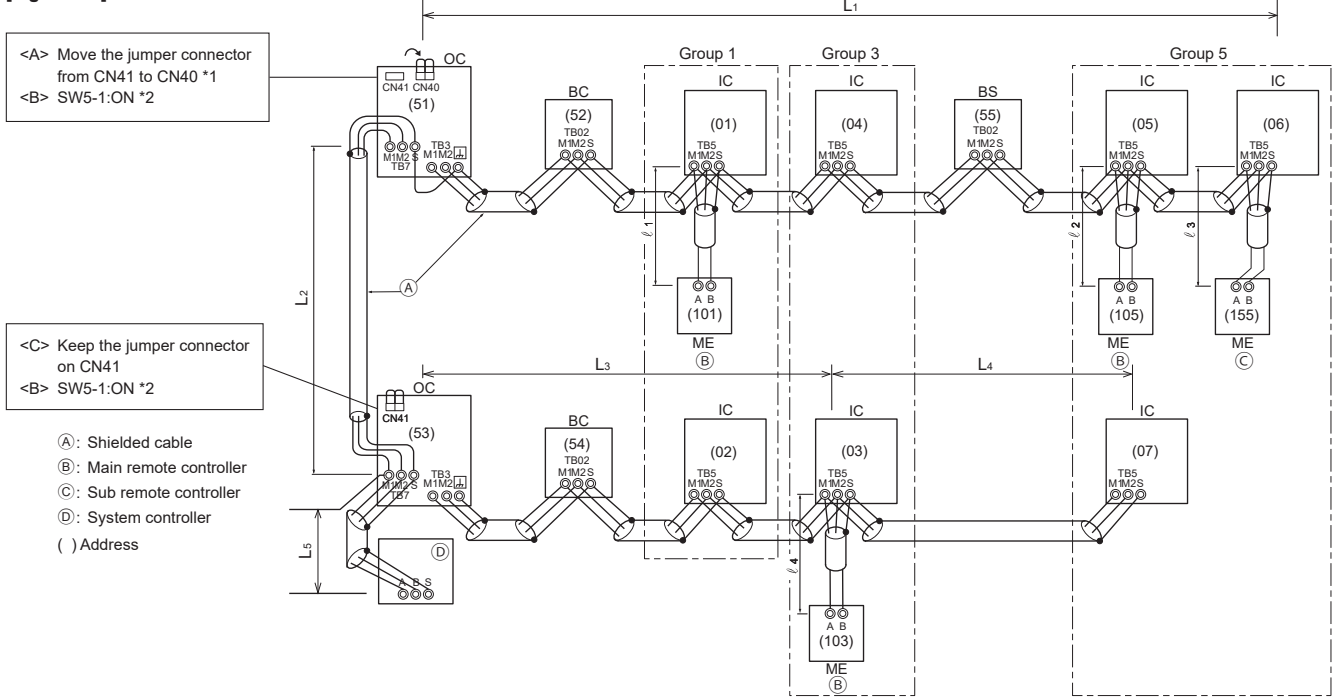 L1
<A> Move the jumper connector
from CN41 to CN40 *1
<B> SW5-1:ON *2
OC
CN41 CN40
(51)
M1M2 S
TB7
TB3
M1M2
BC
(52)
TB02
M1M2S
Group 1
IC
(01)
TB5
M1M2S
Group 3
IC
(04)
TB5
M1M2S
BS
(55)
TB02
M1M2S
Group 5
IC
(05)
TB5
M1M2S
IC
(06)
TB5
M1M2S
L2
A
ℓ1
A B
(101)
ME
B
ℓ2
A B
(105)
ME
B
ℓ3
A B
(155)
ME
C
<C> Keep the jumper connector
on CN41
<B> SW5-1:ON *2
L3
L4
OC
CN41
(53)
M1M2S
TB7
TB3
M1M2
BC
(54)
TB02
M1M2S
IC
(02)
TB5
M1M2S
IC
(03)
TB5
M1M2S
IC
(07)
TB5
M1M2S
Ⓐ: Shielded cable
Ⓑ: Main remote controller
Ⓒ: Sub remote controller
Ⓓ: System controller
( ) Address
L5
D
A B S
ℓ4
A B
(103)
ME
B